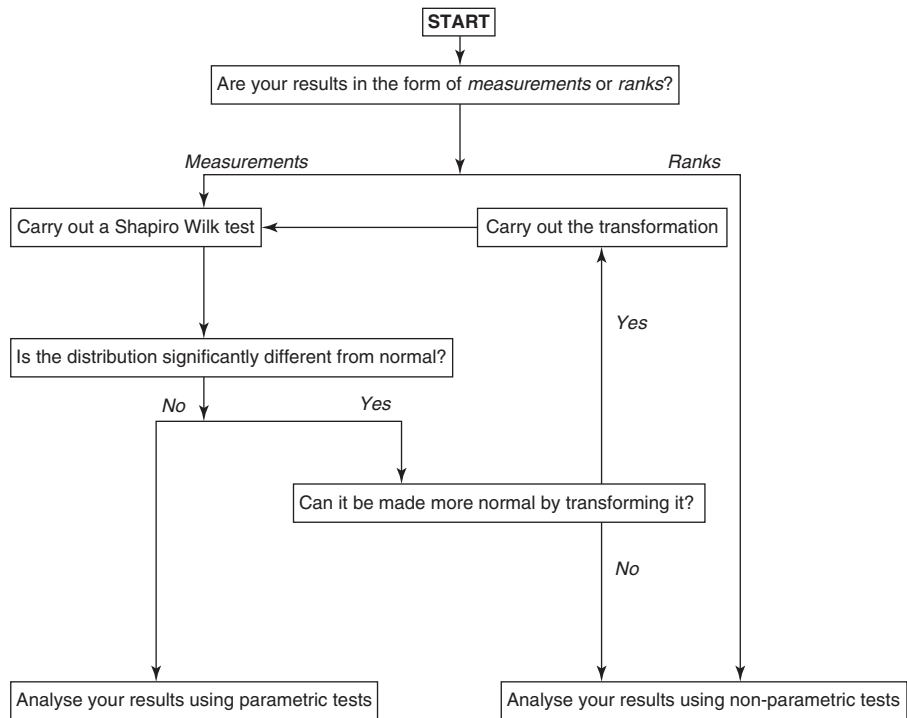 START
Are your results in the form of measurements or ranks?
Measurements
Ranks
Carry out a Shapiro Wilk test
Carry out the transformation
Yes
Is the distribution significantly different from normal?
No
Yes
Can it be made more normal by transforming it?
No
Analyse your results using parametric tests
Analyse your results using non-parametric tests